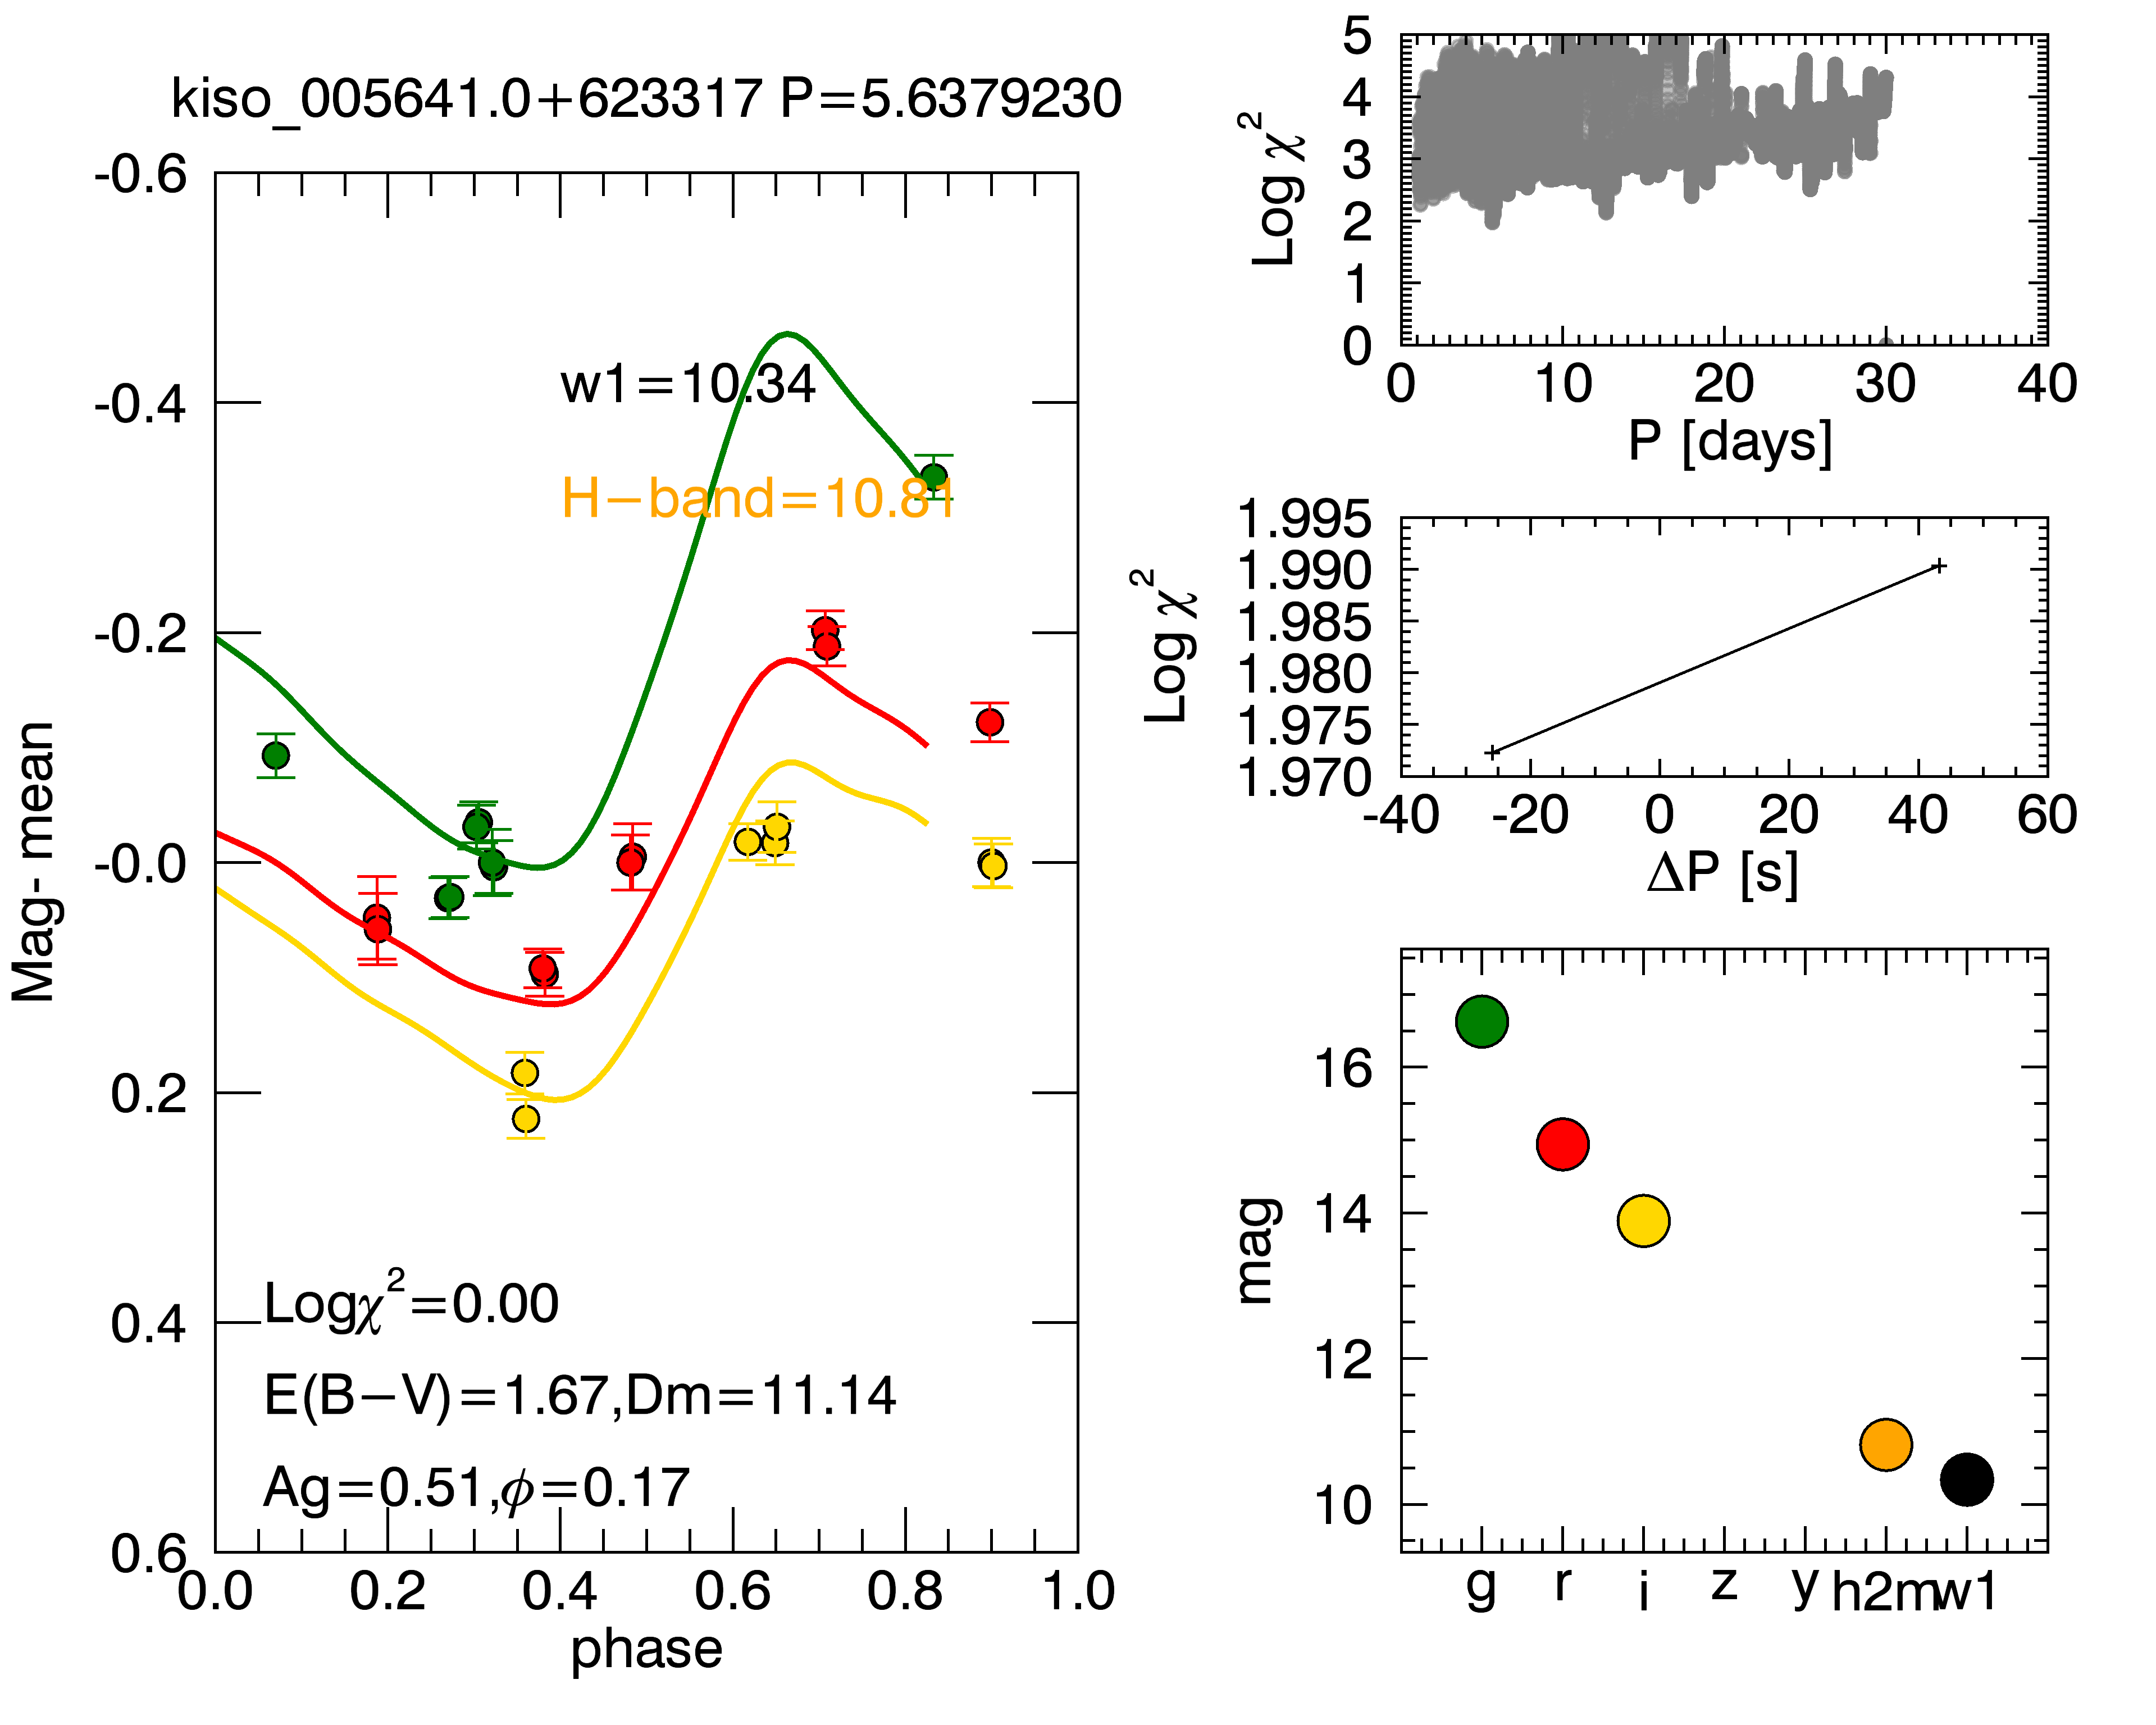 kiso_005641.0+623317 P=5.6379230
-0.6
-0.4
-0.2
-0.0
0.2
0.4
0.6
Mag- mean
w1=10.34
H-band=10.81
Logχ²=0.00
E(B-V)=1.67,Dm=11.14
Ag=0.51,ϕ=0.17
0.0 0.2 0.4 0.6 0.8 1.0
phase
5
4
3
2
1
0
Log χ²
0 10 20 30 40
P [days]
1.995
1.990
1.985
1.980
1.975
1.970
Log χ²
-40 -20 0 20 40 60
ΔP [s]
16
14
12
10
mag
g r i z y h2m w1